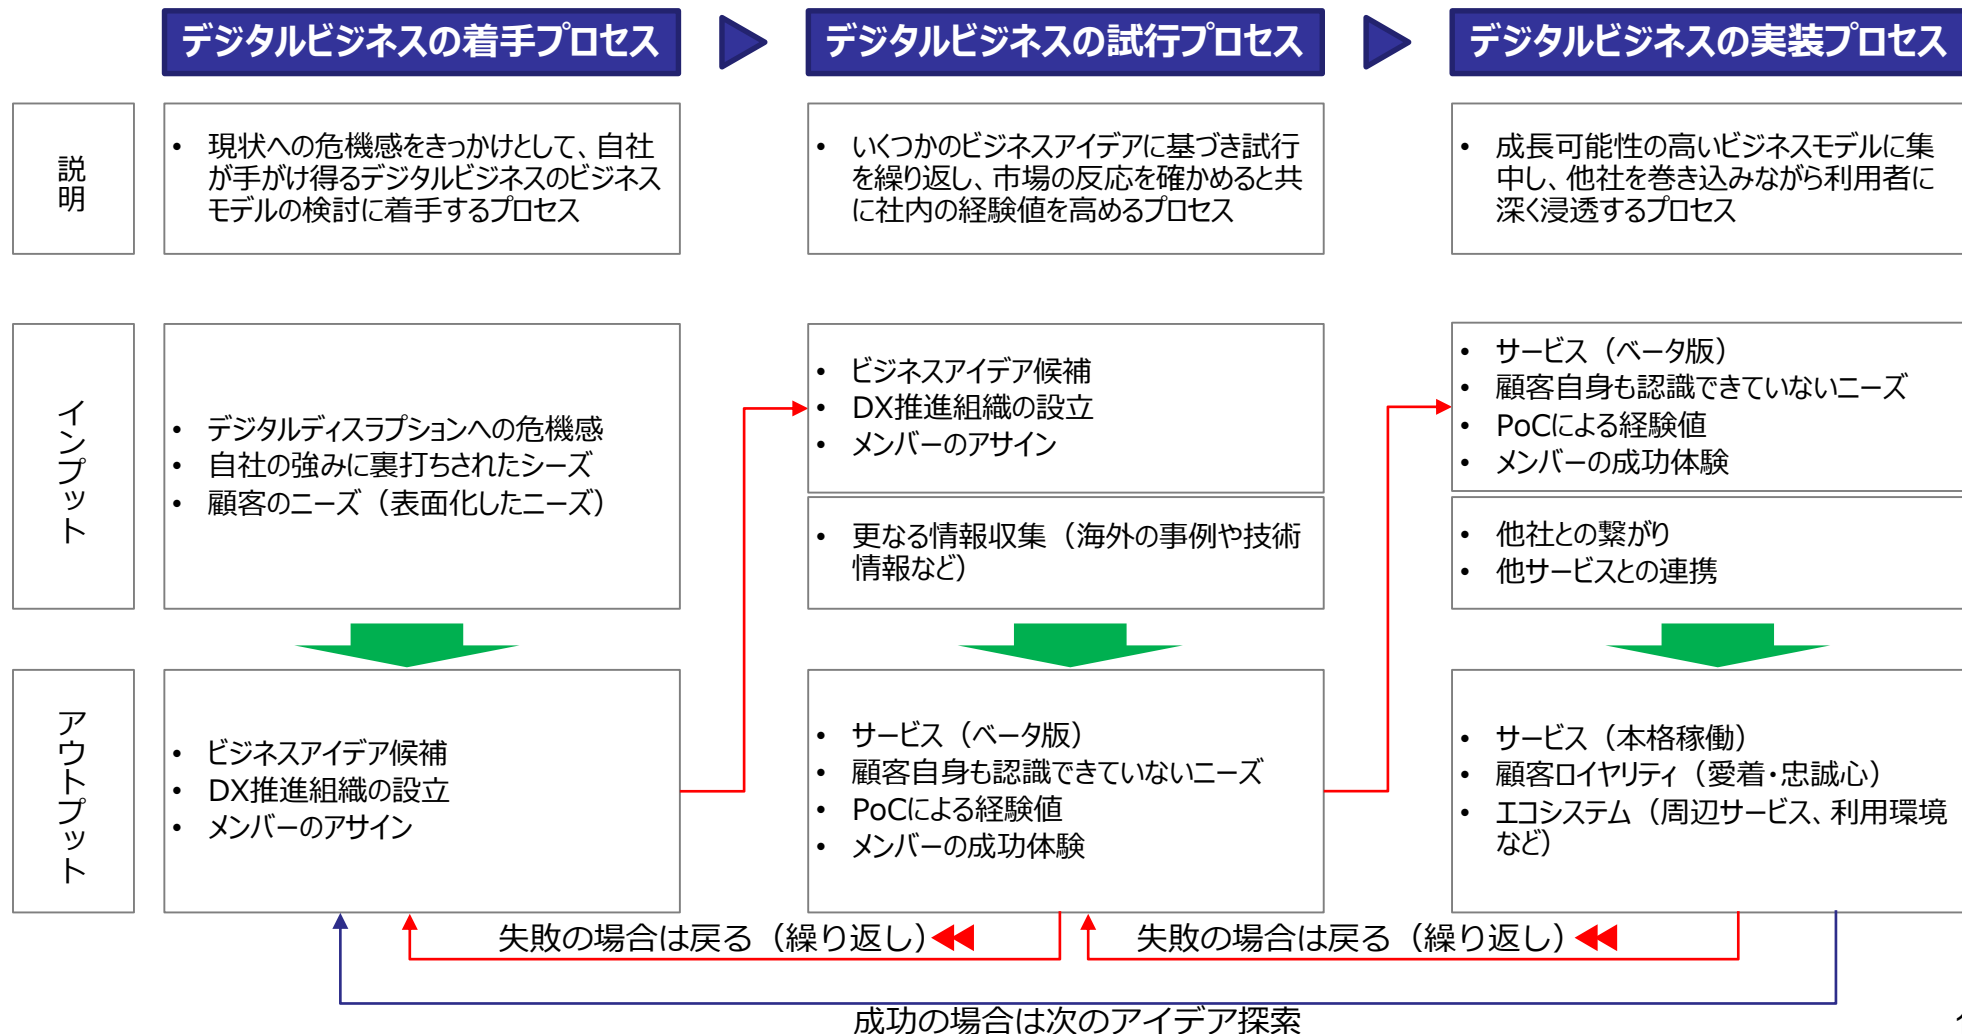 デジタルビジネスの着手プロセス
デジタルビジネスの試行プロセス
デジタルビジネスの実装プロセス
説明
• 現状への危機感をきっかけとして、自社
が手がけ得るデジタルビジネスのビジネス
モデルの検討に着手するプロセス
• いくつかのビジネスアイデアに基づき試行
を繰り返し、市場の反応を確かめると共
に社内の経験値を高めるプロセス
• 成長可能性の高いビジネスモデルに集
中し、他社を巻き込みながら利用者に
深く浸透するプロセス
インプット
• デジタルディスラプションへの危機感
• 自社の強みに裏打ちされたシーズ
• 顧客のニーズ（表面化したニーズ）
• ビジネスアイデア候補
• DX推進組織の設立
• メンバーのアサイン
• 更なる情報収集（海外の事例や技術
情報など）
• サービス（ベータ版）
• 顧客自身も認識できていないニーズ
• PoCによる経験値
• メンバーの成功体験
• 他社との繋がり
• 他サービスとの連携
アウトプット
• ビジネスアイデア候補
• DX推進組織の設立
• メンバーのアサイン
• サービス（ベータ版）
• 顧客自身も認識できていないニーズ
• PoCによる経験値
• メンバーの成功体験
• サービス（本格稼働）
• 顧客ロイヤリティ（愛着・忠誠心）
• エコシステム（周辺サービス、利用環境
など）
失敗の場合は戻る（繰り返し）
失敗の場合は戻る（繰り返し）
成功の場合は次のアイデア探索